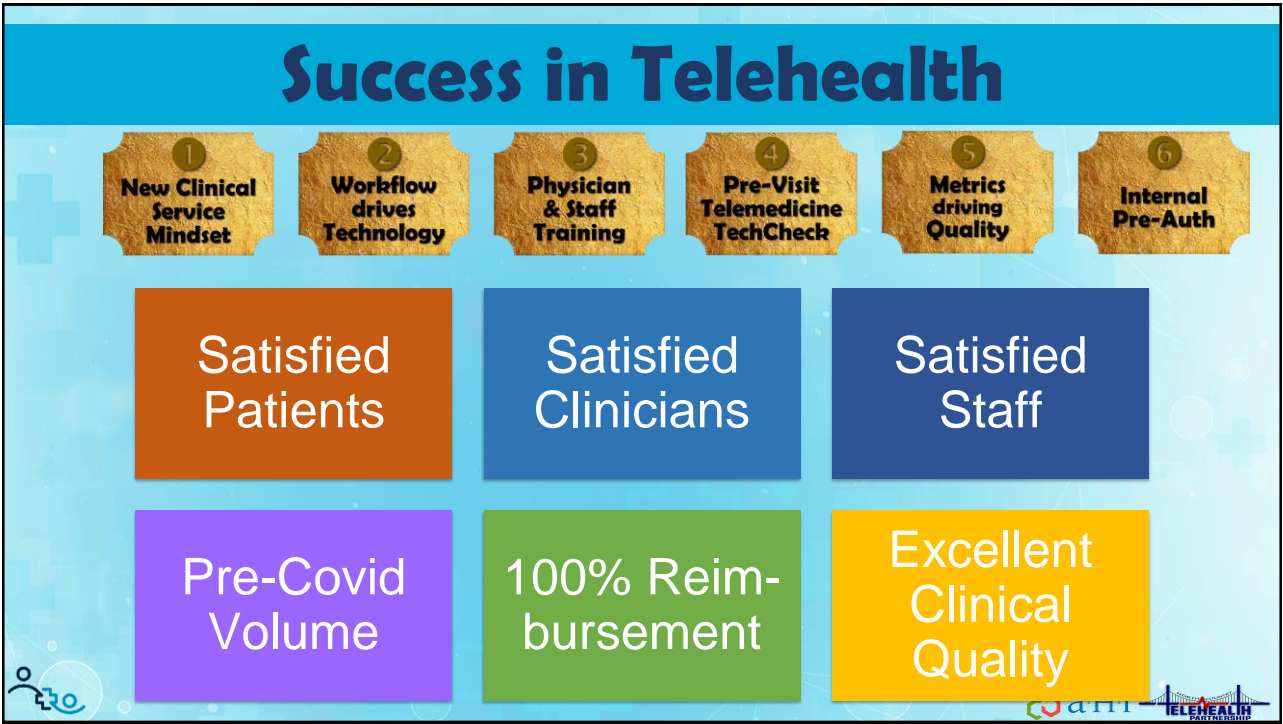 Success in Telehealth
1
New Clinical
Service
Mindset
2
Workflow
drives
Technology
3
Physician
& Staff
Training
4
Pre-Visit
Telemedicine
TechCheck
5
Metrics
driving
Quality
6
Internal
Pre-Auth
Satisfied
Patients
Satisfied
Clinicians
Satisfied
Staff
Pre-Covid
Volume
100% Reim-
bursement
Excellent
Clinical
Quality
TELEHEALTH
PARTNERSHIP